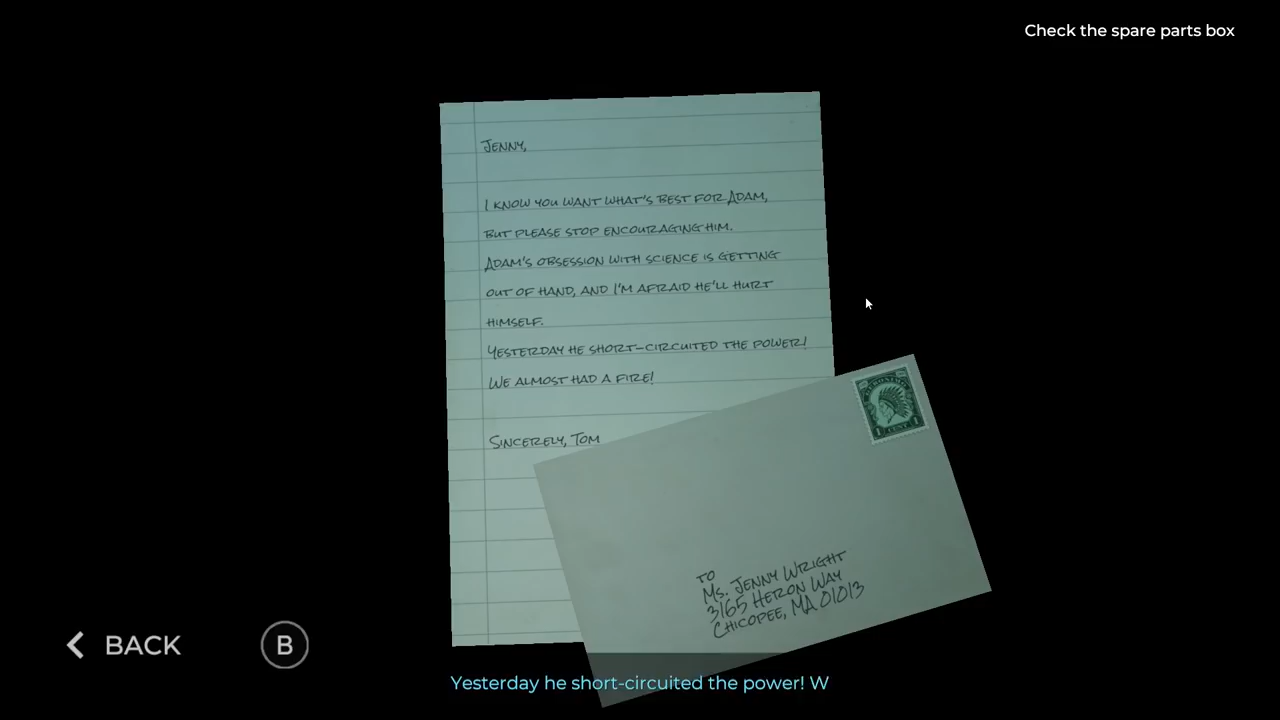 Check the spare parts box
JENNY,
I KNOW YOU WANT WHAT'S BEST FOR ADAM,
BUT PLEASE STOP ENCOURAGING HIM.
ADAM'S OBSESSION WITH SCIENCE IS GETTING
OUT OF HAND, AND I'M AFRAID HE'LL HURT
HIMSELF.
YESTERDAY HE SHORT-CIRCUITED THE POWER!
WE ALMOST HAD A FIRE!
SINCERELY, TOM
1 CENT 1
TO
MS. JENNY WRIGHT
3165 HERON WAY
CHICOPEE, MA 01013
BACK
B
Yesterday he short-circuited the power! W